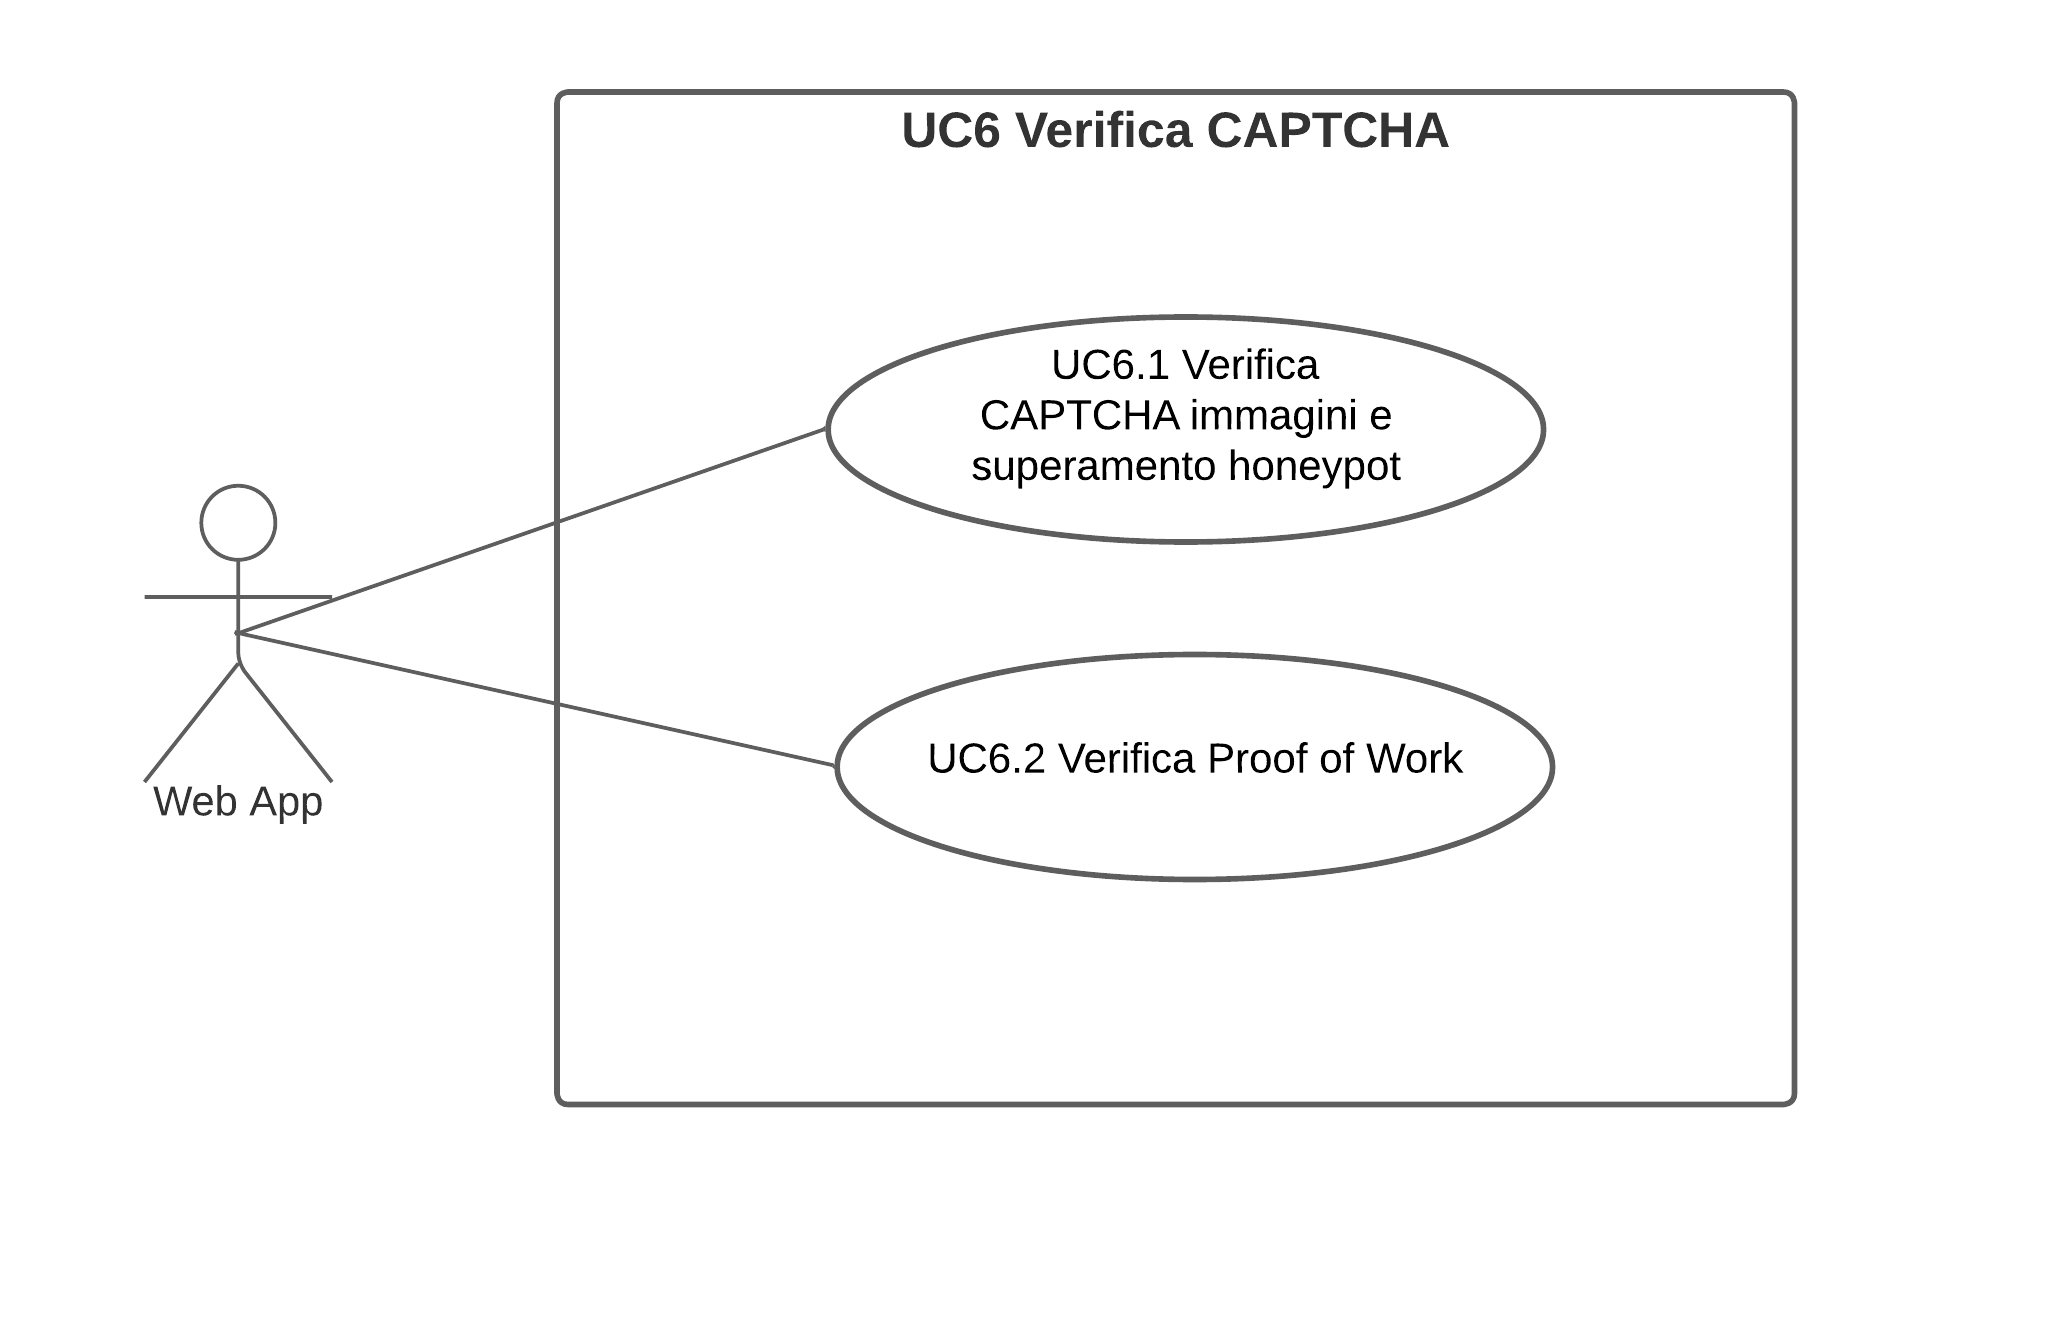 UC6 Verifica CAPTCHA
UC6.1 Verifica
CAPTCHA immagini e
superamento honeypot
UC6.2 Verifica Proof of Work
Web App